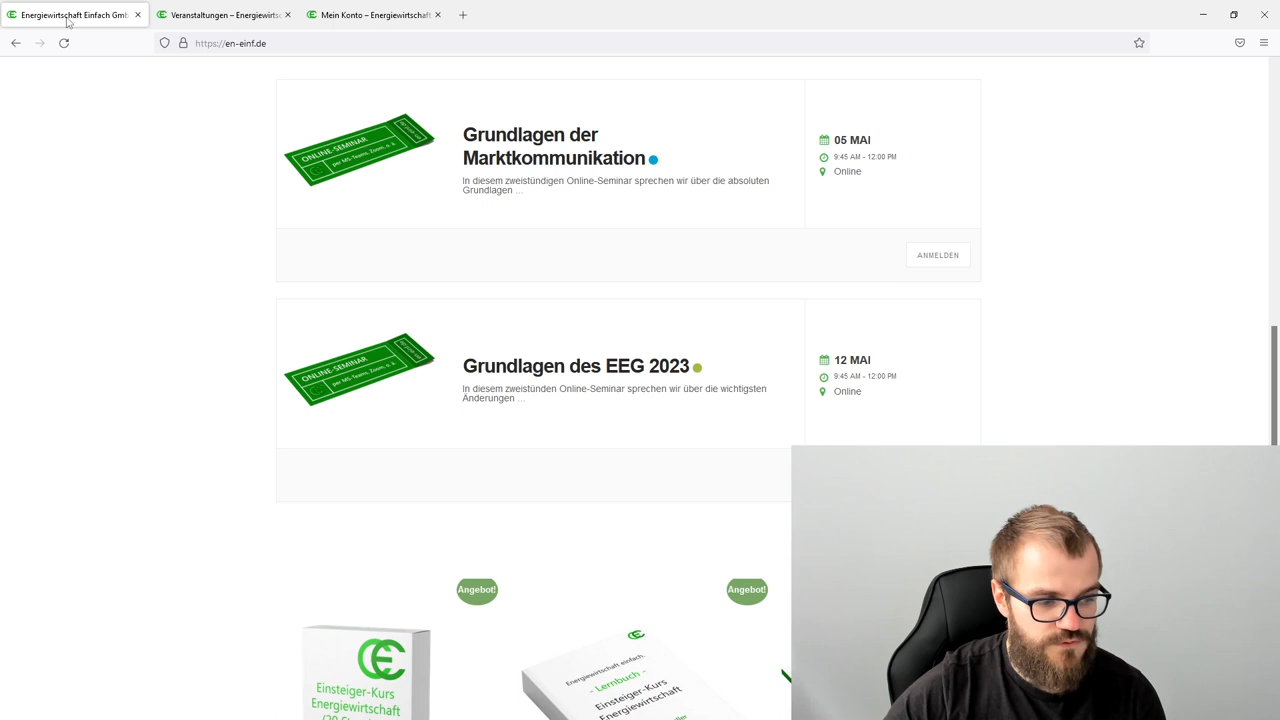 Energiewirtschaft Einfach Gmb
Veranstaltungen – Energiewirtsc
Mein Konto – Energiewirtschaft
https://en-einf.de
ONLINE-SEMINAR
per MS-Teams, Zoom, o. ä.
Grundlagen der
Marktkommunikation
In diesem zweistündigen Online-Seminar sprechen wir über die absoluten
Grundlagen ...
05 MAI
9:45 AM - 12:00 PM
Online
ANMELDEN
ONLINE-SEMINAR
per MS-Teams, Zoom, o. ä.
Grundlagen des EEG 2023
In diesem zweistünden Online-Seminar sprechen wir über die wichtigsten
Änderungen ...
12 MAI
9:45 AM - 12:00 PM
Online
Angebot!
Angebot!
Einsteiger-Kurs
Energiewirtschaft
Energiewirtschaft einfach.
- Lernbuch -
Einsteiger-Kurs
Energiewirtschaft